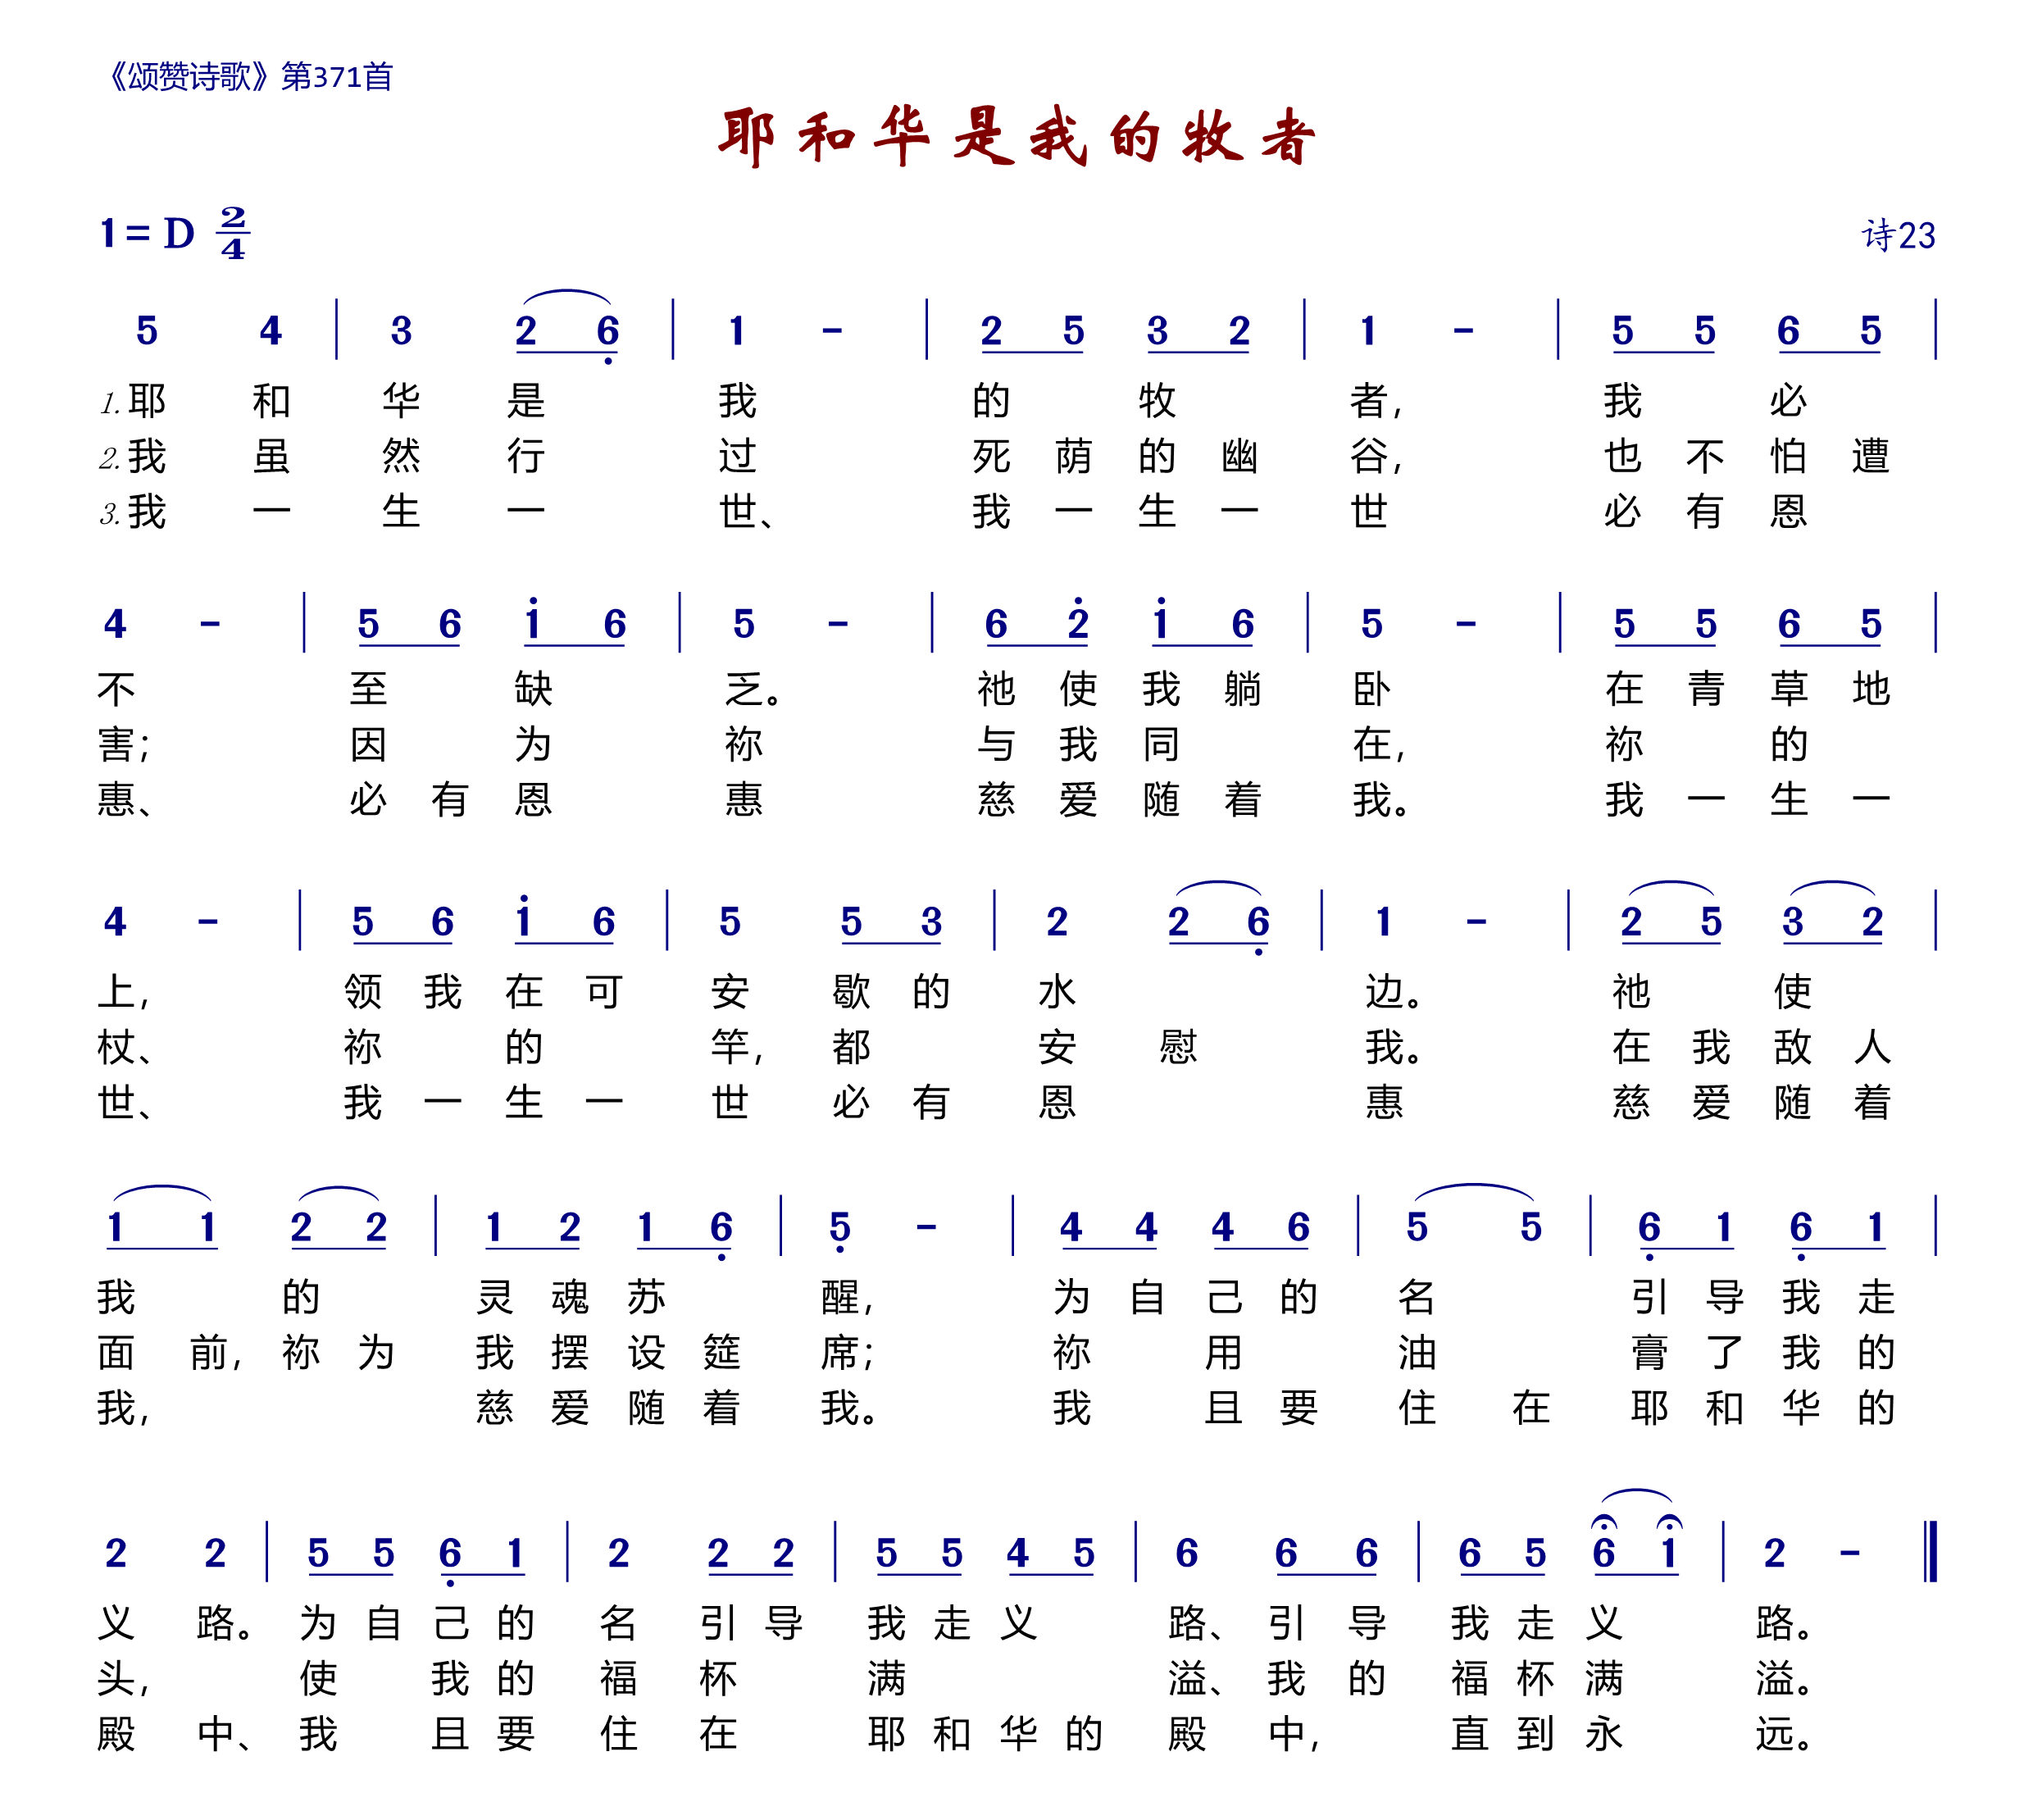 《颂赞诗歌》第371首
耶和华是我的牧者
1=D 2/4 诗23
5 4 | 3 2 6̣ | 1 - | 2 5 3 2 | 1 - | 5 5 6 5 |
1.耶 和 华 是 我 的 牧 者， 我 必
2.我 虽 然 行 过 死 荫 的 幽 谷， 也 不 怕 遭
3.我 一 生 一 世、 我 一 生 一 世 必 有 恩
4 - | 5 6 1̇ 6 | 5 - | 6 2̇ 1̇ 6 | 5 - | 5 5 6 5 |
不 至 缺 乏。 祂 使 我 躺 卧 在 青 草 地
害； 因 为 祢 与 我 同 在， 祢 的
惠、 必 有 恩 惠 慈 爱 随 着 我。 我 一 生 一
4 - | 5 6 1̇ 6 | 5 5 3 | 2 2 6̣ | 1 - | 2 5 3 2 |
上， 领 我 在 可 安 歇 的 水 边。 祂 使
杖、 祢 的 竿， 都 安 慰 我。 在 我 敌 人
世、 我 一 生 一 世 必 有 恩 惠 慈 爱 随 着
1 1 2 2 | 1 2 1 6̣ | 5̣ - | 4 4 4 6 | 5 5 | 6̣ 1 6̣ 1 |
我 的 灵 魂 苏 醒， 为 自 己 的 名 引 导 我 走
面 前， 祢 为 我 摆 设 筵 席； 祢 用 油 膏 了 我 的
我， 慈 爱 随 着 我。 我 且 要 住 在 耶 和 华 的
2 2 | 5 5 6̣ 1 | 2 2 2 | 5 5 4 5 | 6 6 6 | 6 5 6 1̇ | 2 - ‖
义 路。 为 自 己 的 名 引 导 我 走 义 路、 引 导 我 走 义 路。
头， 使 我 的 福 杯 满 溢、 我 的 福 杯 满 溢。
殿 中、 我 且 要 住 在 耶 和 华 的 殿 中， 直 到 永 远。